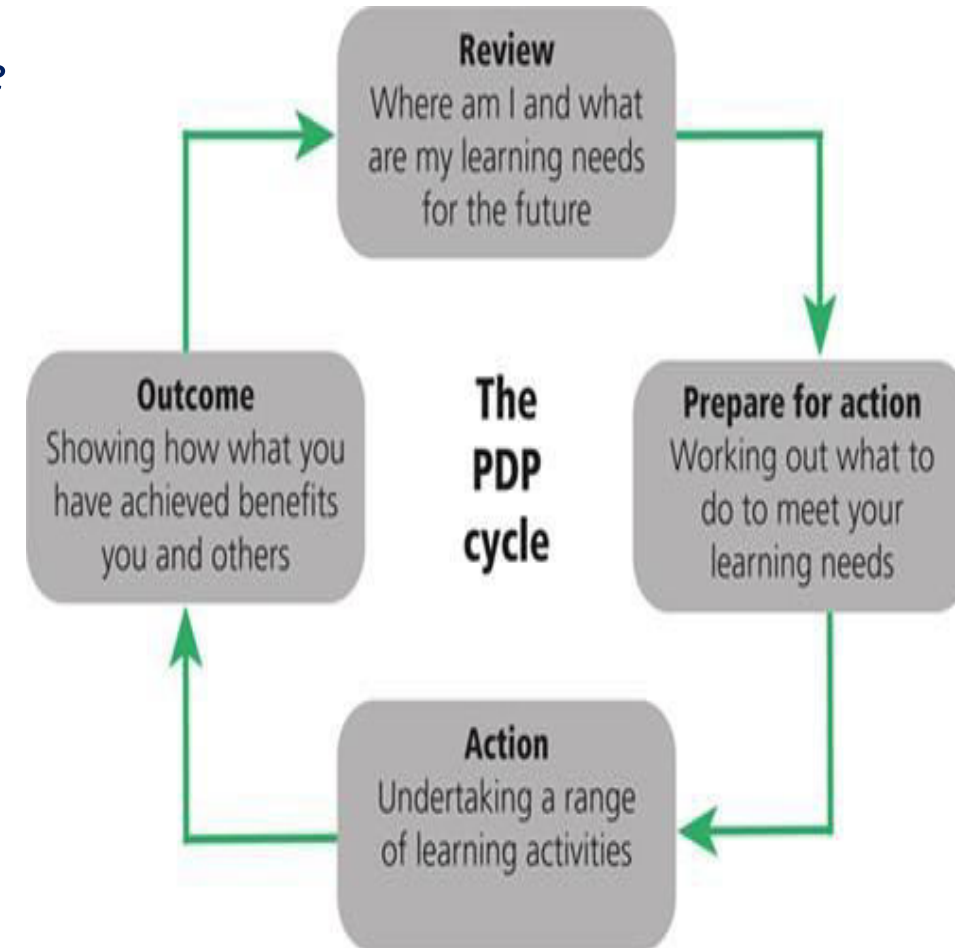 ?
Review
Where am I and what
are my learning needs
for the future
Outcome
Showing how what you
have achieved benefits
you and others
The
PDP
cycle
Prepare for action
Working out what to
do to meet your
learning needs
Action
Undertaking a range
of learning activities